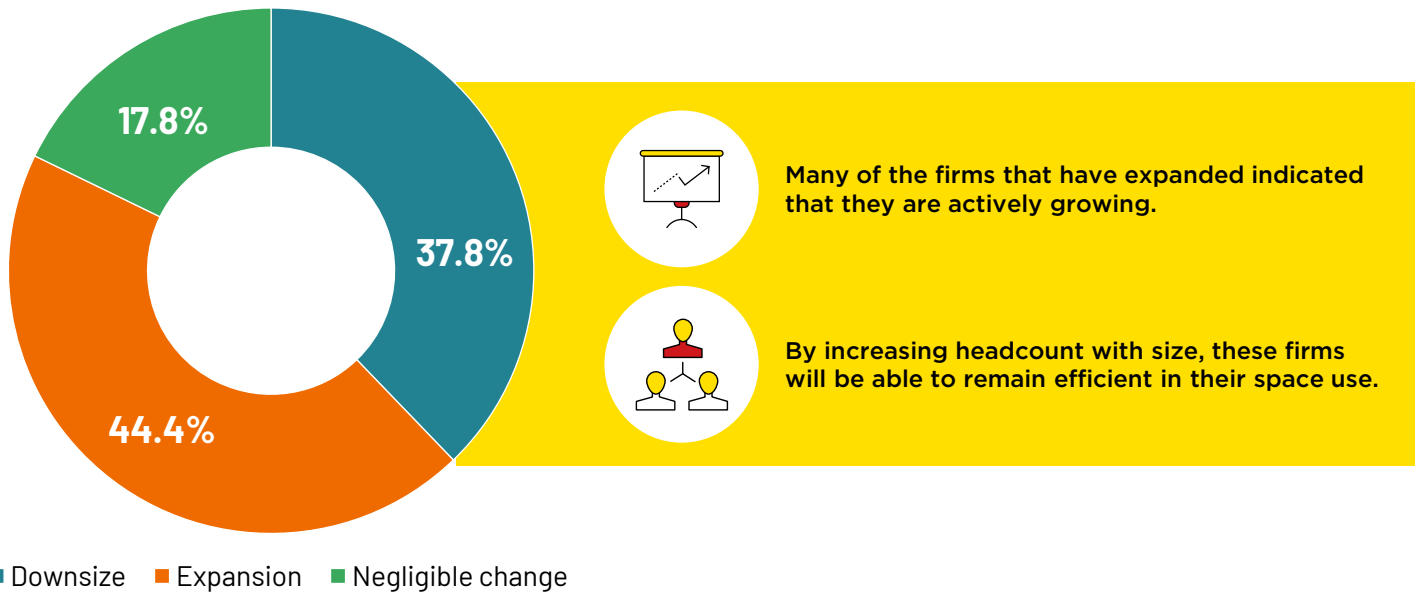 17.8%
37.8%
44.4%
Many of the firms that have expanded indicated
that they are actively growing.
By increasing headcount with size, these firms
will be able to remain efficient in their space use.
Downsize Expansion Negligible change